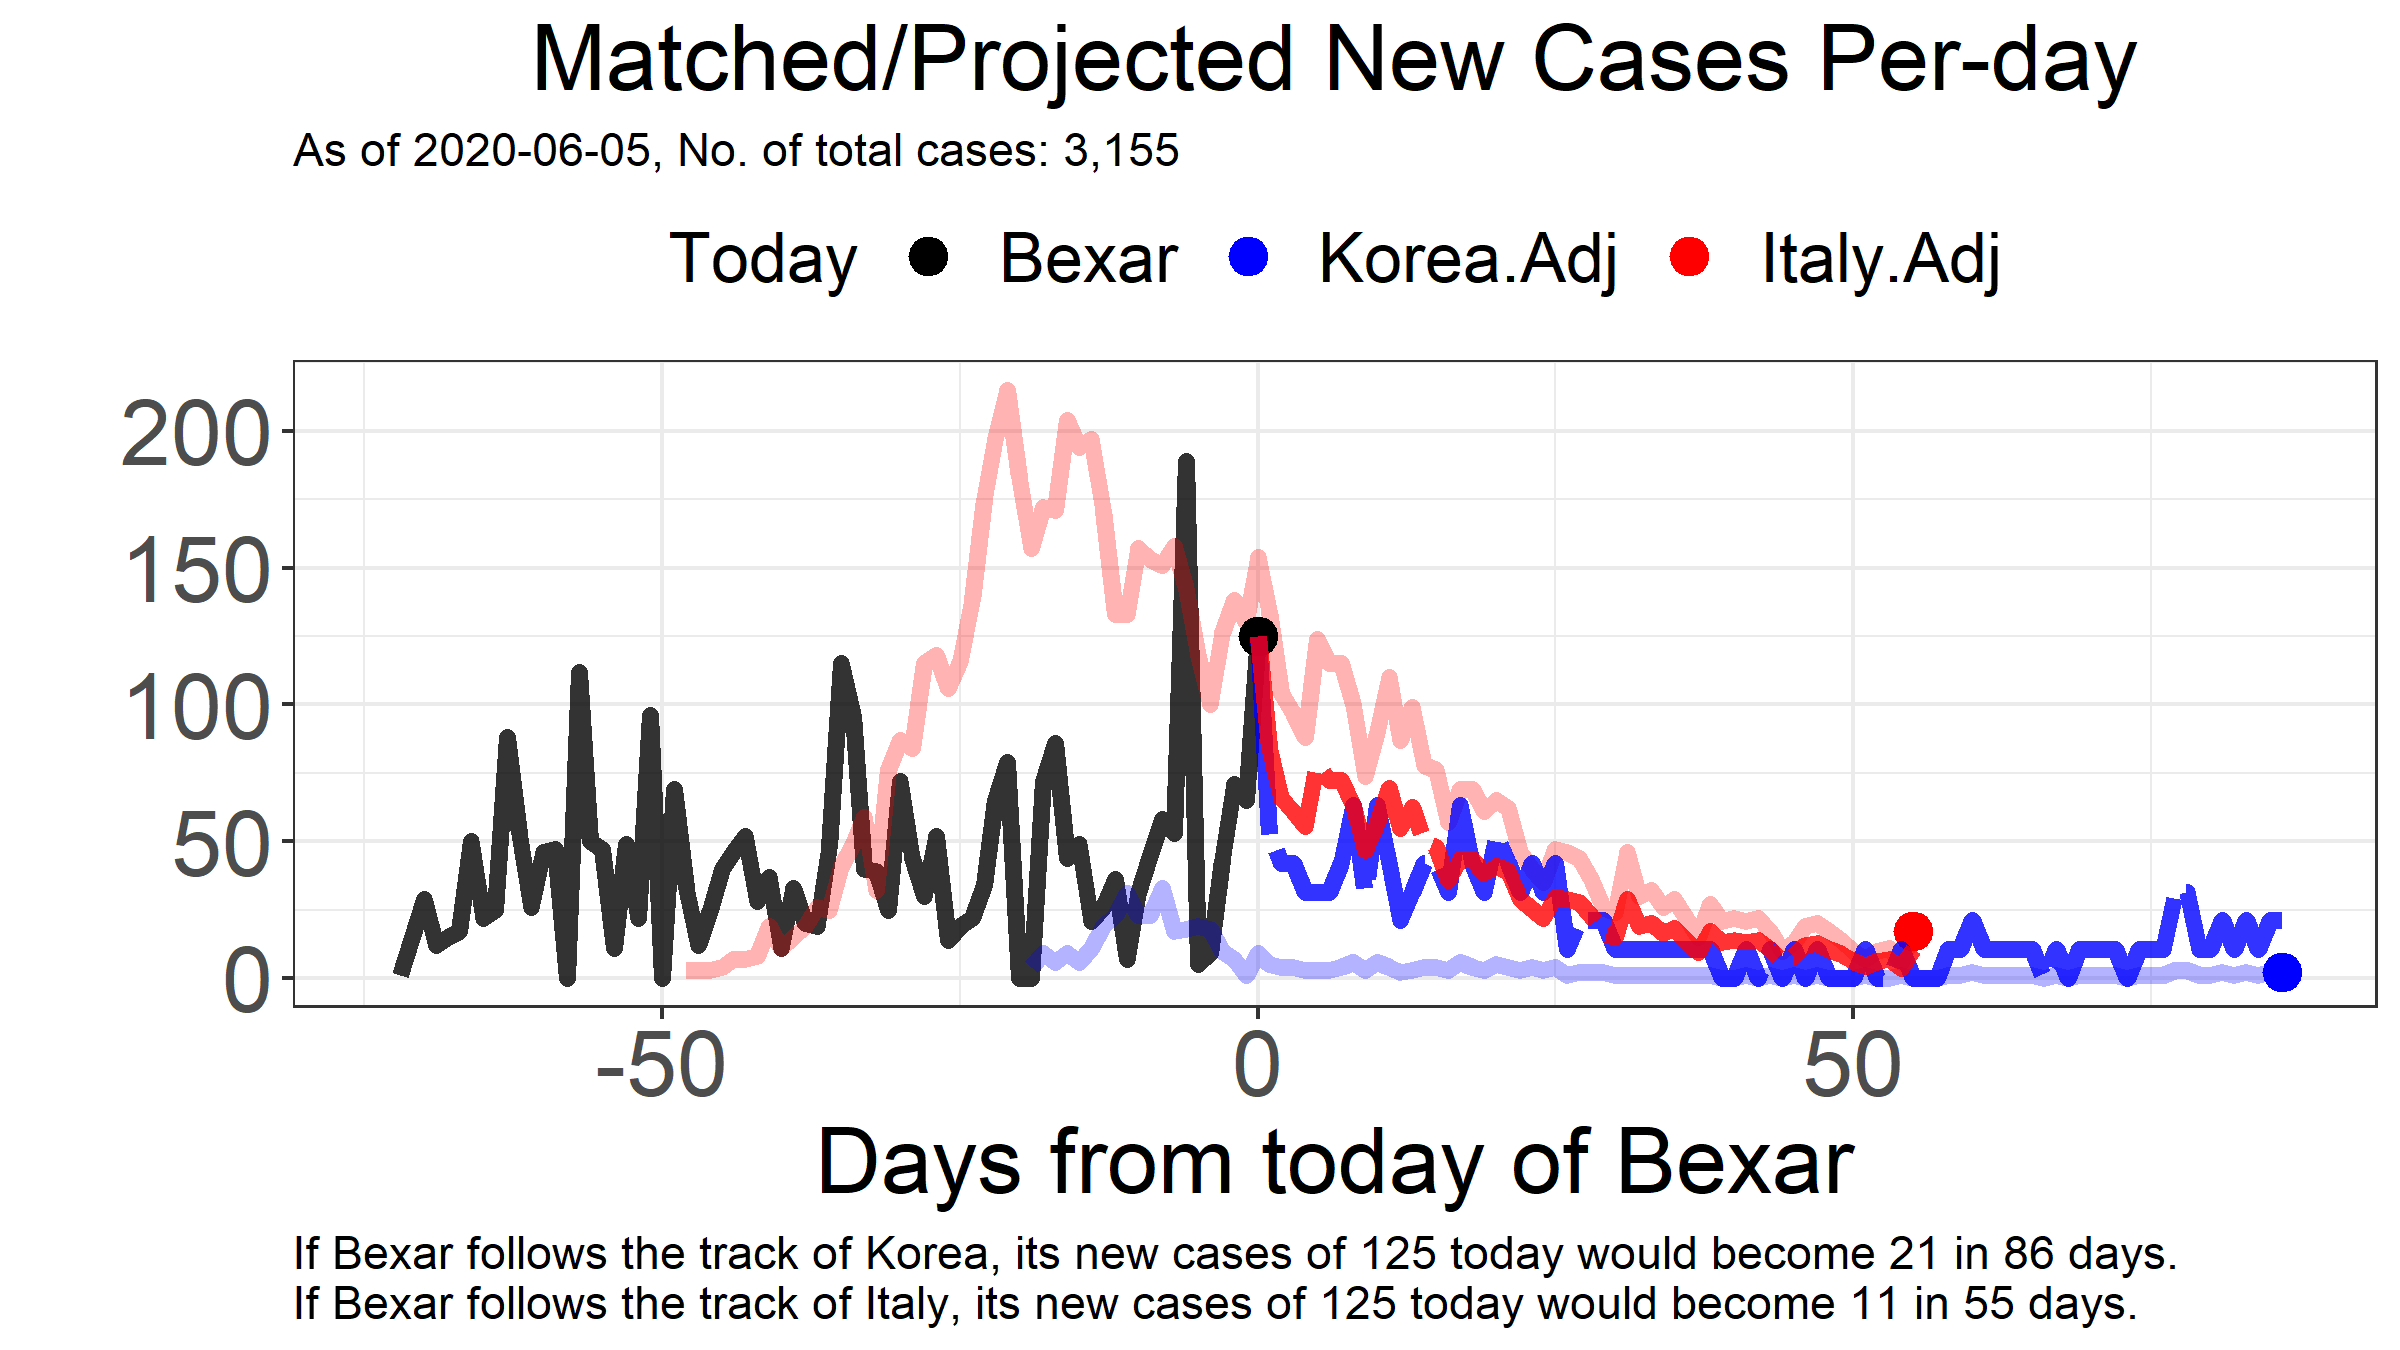 Matched/Projected New Cases Per-day
As of 2020-06-05, No. of total cases: 3,155
Today Bexar Korea.Adj Italy.Adj
200
150
100
50
0
-50 0 50
Days from today of Bexar
If Bexar follows the track of Korea, its new cases of 125 today would become 21 in 86 days.
If Bexar follows the track of Italy, its new cases of 125 today would become 11 in 55 days.